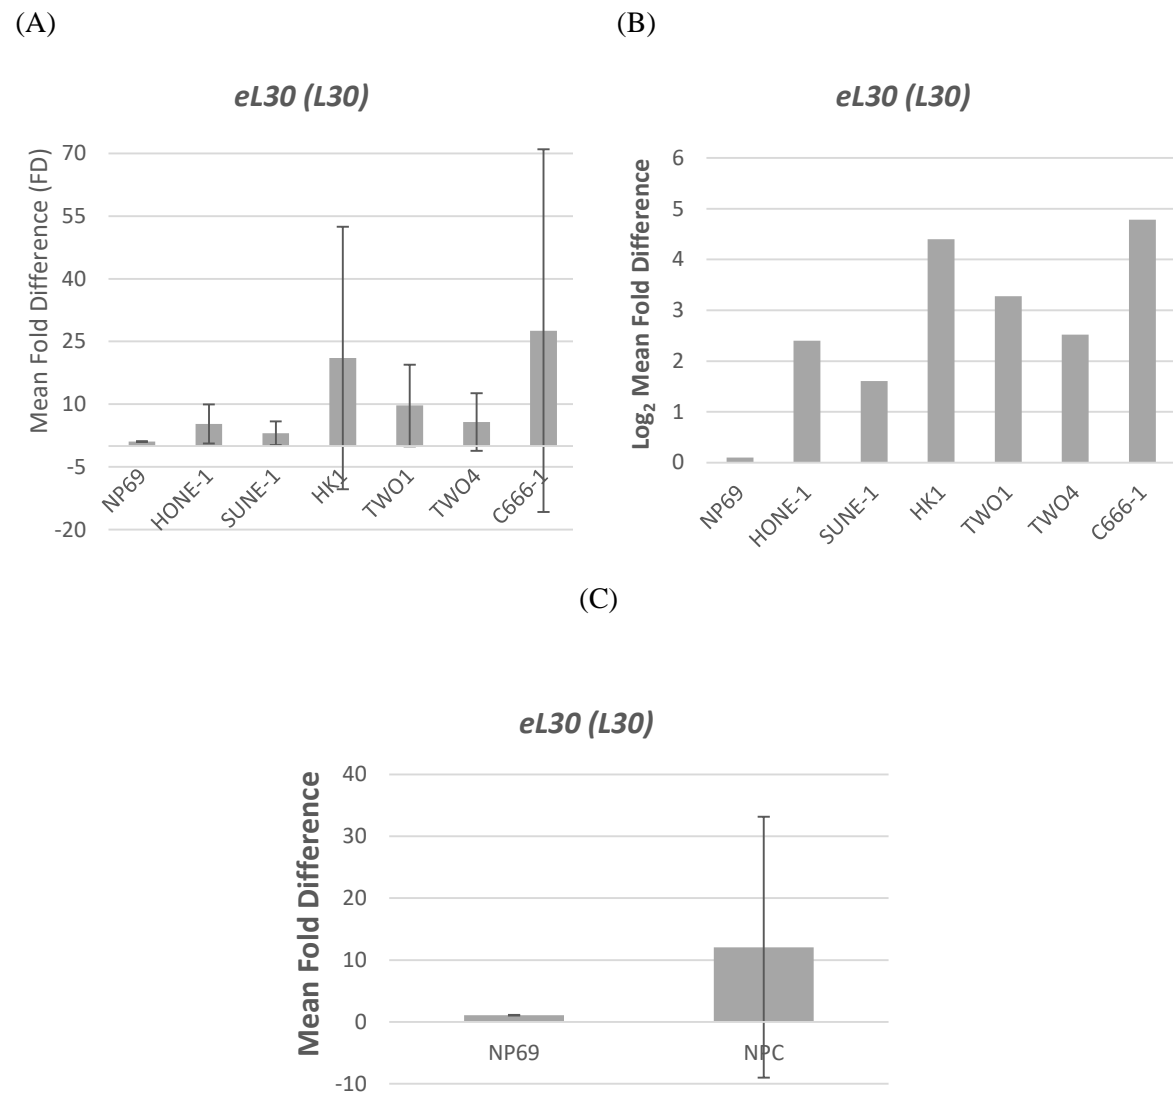 (A)
(B)
eL30 (L30)
eL30 (L30)
Mean Fold Difference (FD)
70
55
40
25
10
-5
-20
NP69
HONE-1
SUNE-1
HK1
TWO1
TWO4
C666-1
Log₂ Mean Fold Difference
6
5
4
3
2
1
0
NP69
HONE-1
SUNE-1
HK1
TWO1
TWO4
C666-1
(C)
eL30 (L30)
Mean Fold Difference
40
30
20
10
0
-10
NP69
NPC